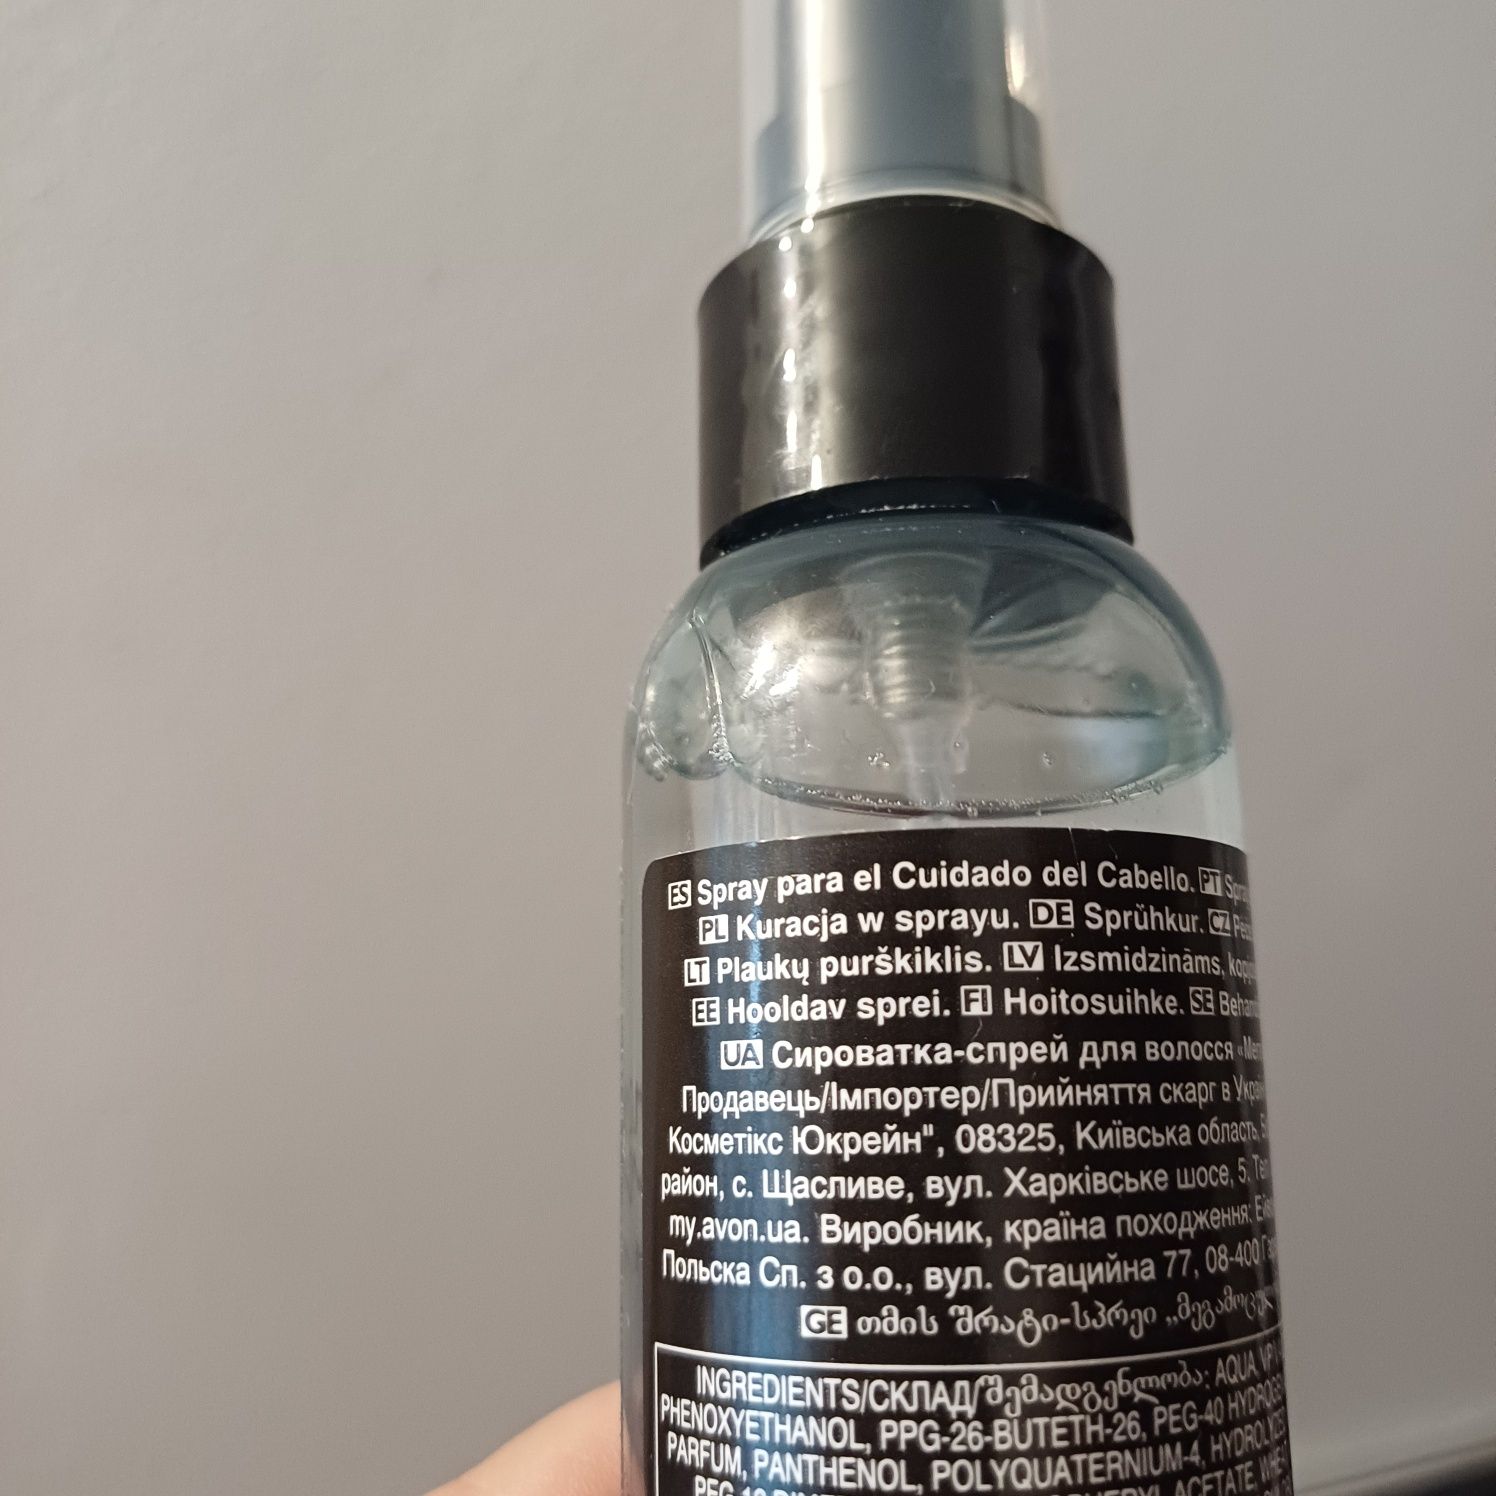 ES Spray para el Cuidado del Cabello. PT
PL Kuracja w sprayu. DE Sprühkur. CZ
LT Plaukų purškiklis. LV Izsmidzināms,
EE Hooldav sprei. FI Hoitosuihke. SE
UA Сироватка-спрей для волосся
Продавець/Імпортер/Прийняття скарг в
Косметікс Юкрейн", 08325, Київська область,
район, с. Щасливе, вул. Харківське шосе, 5.
my.avon.ua. Виробник, країна походження:
Польска Сп. з о.о., вул. Стацийна 77, 08-400
GE თმის შრატი-სპრეი
INGREDIENTS/СКЛАД/შემადგენლობა: AQUA,
PHENOXYETHANOL, PPG-26-BUTETH-26, PEG-40
PARFUM, PANTHENOL, POLYQUATERNIUM-4,
ACETATE,